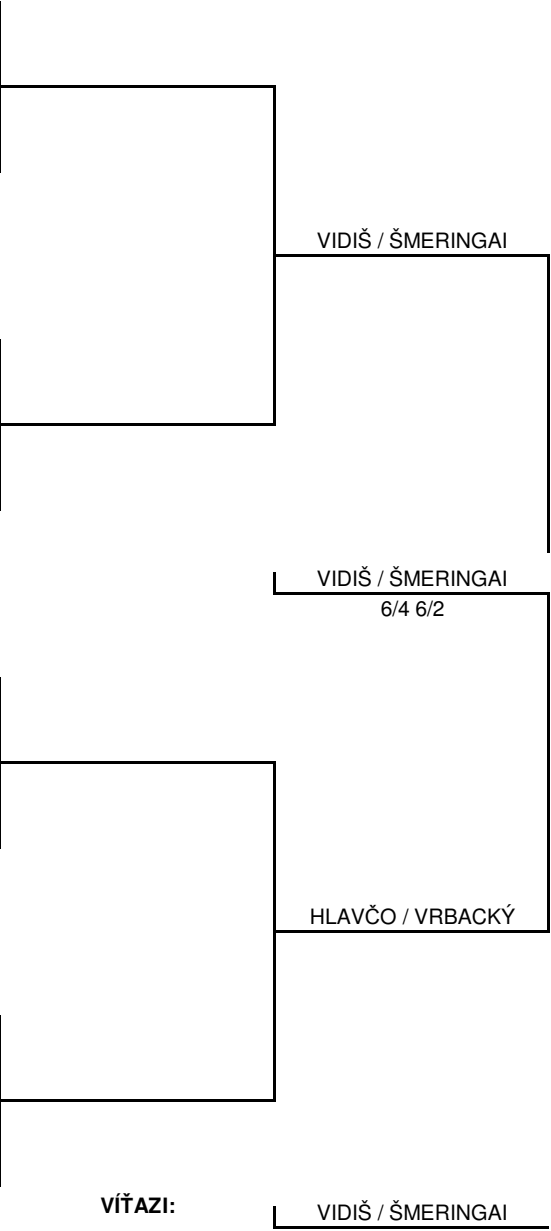 VIDIŠ / ŠMERINGAI
VIDIŠ / ŠMERINGAI
6/4 6/2
HLAVČO / VRBACKÝ
VÍŤAZI:
VIDIŠ / ŠMERINGAI